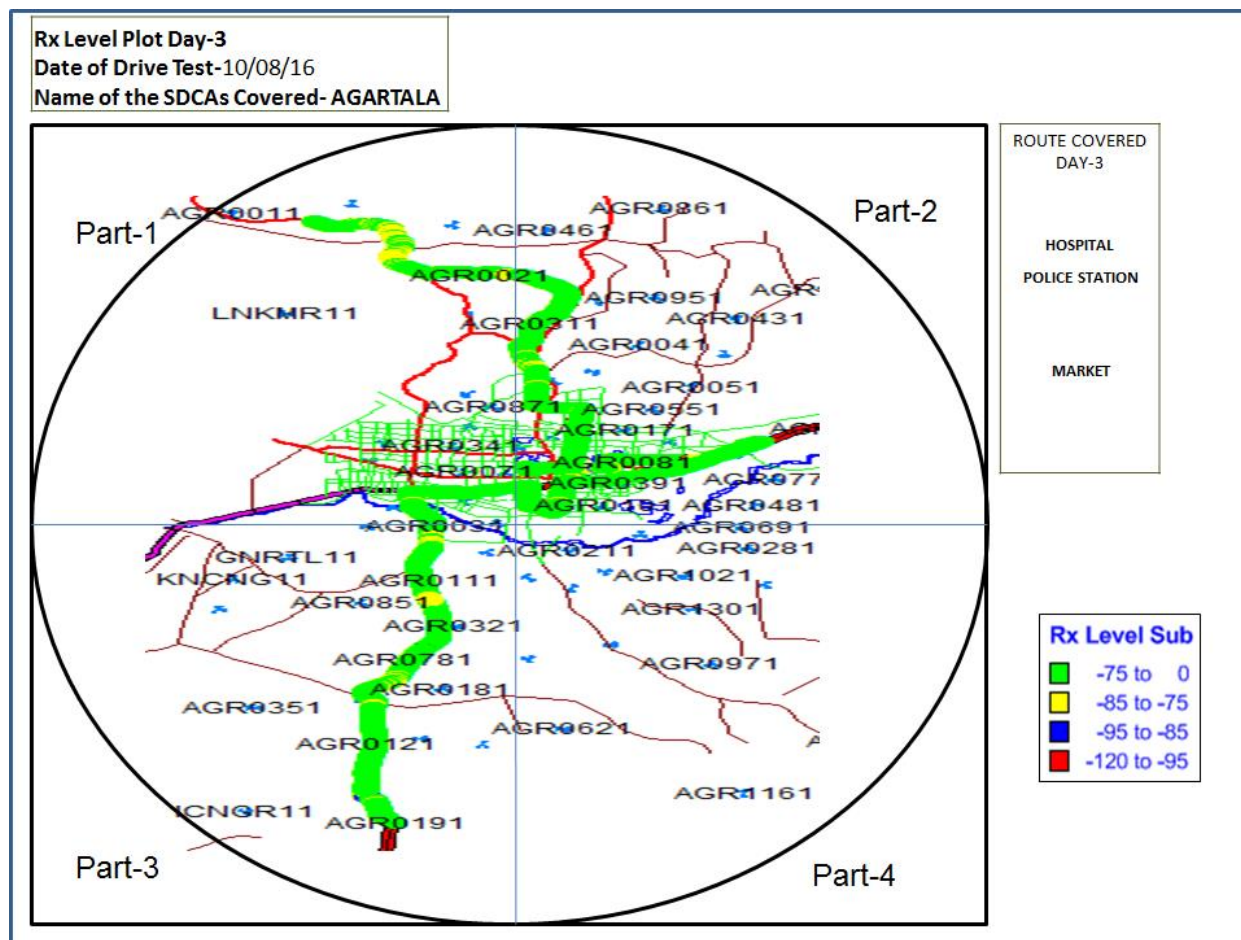 Rx Level Plot Day-3
Date of Drive Test-10/08/16
Name of the SDCAs Covered- AGARTALA
ROUTE COVERED
DAY-3
HOSPITAL
POLICE STATION
MARKET
Part-1
Part-2
AGR0011
AGR0861
AGR0461
AGR0021
AGR0951
LNKMR11
AGR0311
AGR0431
AGR0041
AGR0051
AGR0871
AGR0551
AGR0171
AGR0341
AGR0081
AGR0071
AGR0391
AGR077
AGR0481
AGR0031
AGR0691
AGR0211
AGR0281
GNRTL11
KNCNG11
AGR0111
AGR1021
AGR0851
AGR1301
AGR0321
AGR0781
AGR0971
AGR0181
AGR0351
AGR0621
AGR0121
AGR1161
AGR0191
Part-3
Part-4
Rx Level Sub
-75 to 0
-85 to -75
-95 to -85
-120 to -95